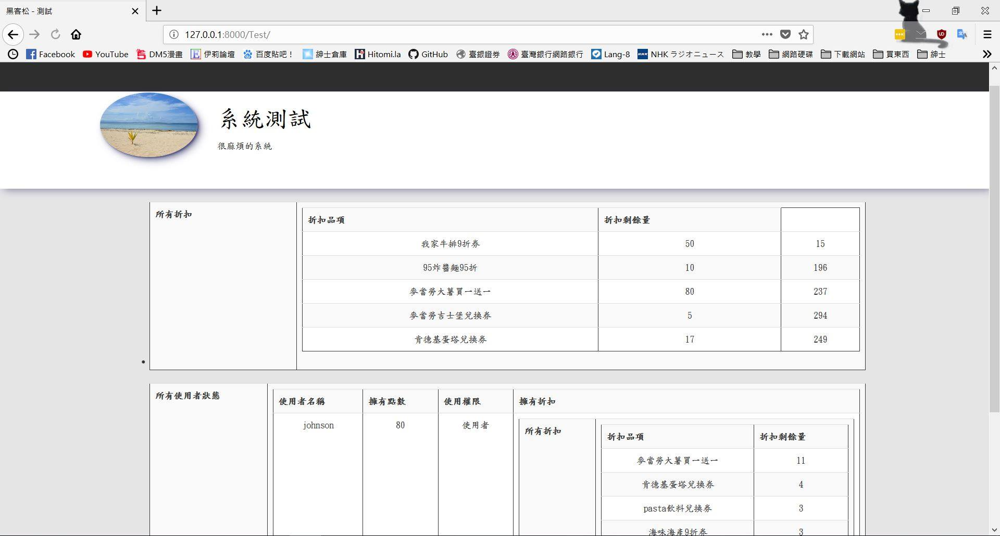 黑客松 - 測試
127.0.0.1:8000/Test/
Facebook YouTube DM5漫畫 伊莉論壇 百度貼吧！ 紳士倉庫 Hitomi.la GitHub 臺銀證券 臺灣銀行網路銀行 Lang-8 NHK ラジオニュース 教學 網路硬碟 下載網站 買東西 紳士
系統測試
很麻煩的系統
所有折扣
折扣品項 折扣剩餘量
我家牛排9折券 50 15
95炸醬麵95折 10 196
麥當勞大薯買一送一 80 237
麥當勞吉士堡兌換券 5 294
肯德基蛋塔兌換券 17 249
所有使用者狀態
使用者名稱 擁有點數 使用權限 擁有折扣
johnson 80 使用者
所有折扣
折扣品項 折扣剩餘量
麥當勞大薯買一送一 11
肯德基蛋塔兌換券 4
pasta飲料兌換券 3
海味海產9折券 3